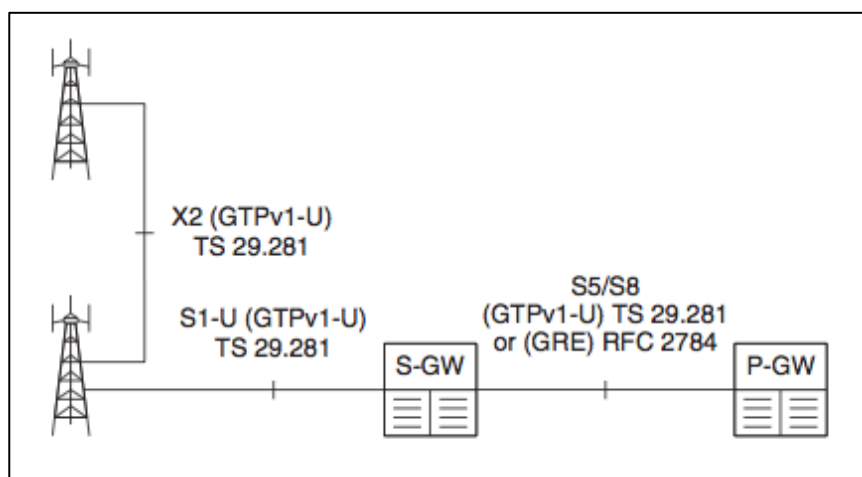 X2 (GTPv1-U)
TS 29.281
S1-U (GTPv1-U)
TS 29.281
S5/S8
(GTPv1-U) TS 29.281
or (GRE) RFC 2784
S-GW
P-GW